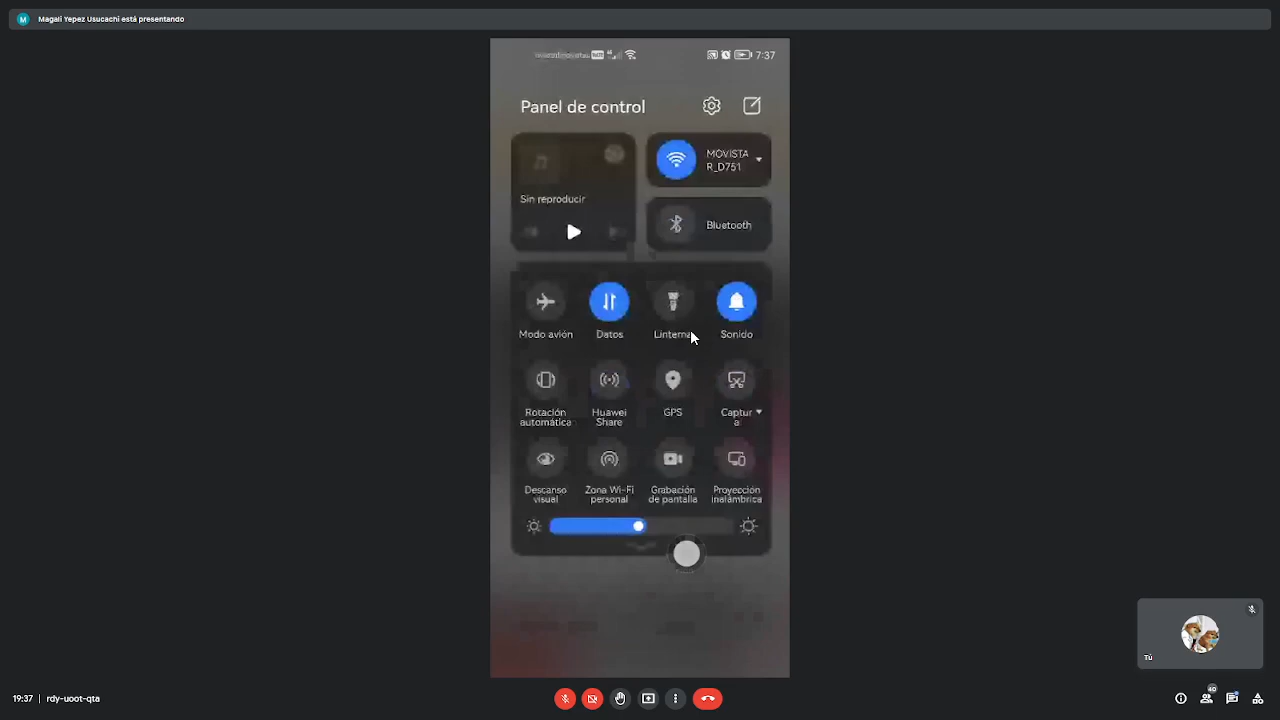 M Magali Yepez Usucachi está presentando
7:37
Panel de control
MOVISTA
R_D751
Sin reproducir
Bluetooth
Modo avión Datos Linterna Sonido
Rotación Huawei GPS Captur
automática Share a
Descanso Zona Wi-Fi Grabación Proyección
visual personal de pantalla inalámbrica
Tú
19:37 | rdy-uoot-qta
40